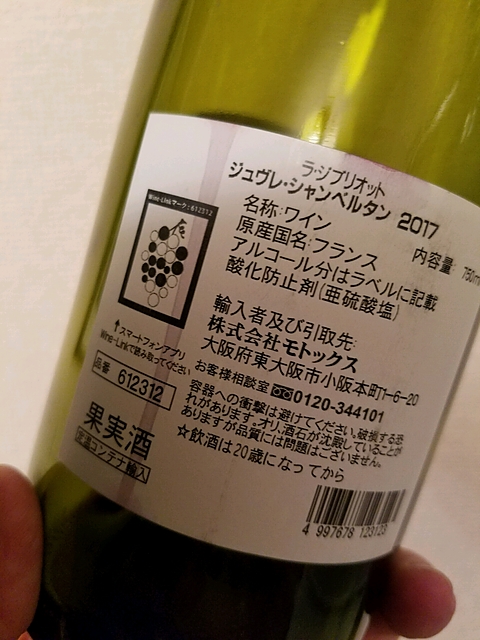 ラ・ジブリオット
ジュヴレ・シャンベルタン 2017
名称:ワイン
原産国名:フランス
内容量:750m
アルコール分はラベルに記載
酸化防止剤(亜硫酸塩)
輸入者及び引取先:
株式会社モトックス
大阪府東大阪市小阪本町1-6-20
お客様相談室 0120-344101
容器への衝撃は避けてください。破損する恐
れがあります。オリ、酒石が沈殿していることが
ありますが品質には問題はございません。
☆飲酒は20歳になってから
Wine-Linkマーク:612312
↑スマートフォンアプリ
Wine-Linkで読み取ってください
品番 612312
果実酒
定温コンテナ輸入
4 997678 123123